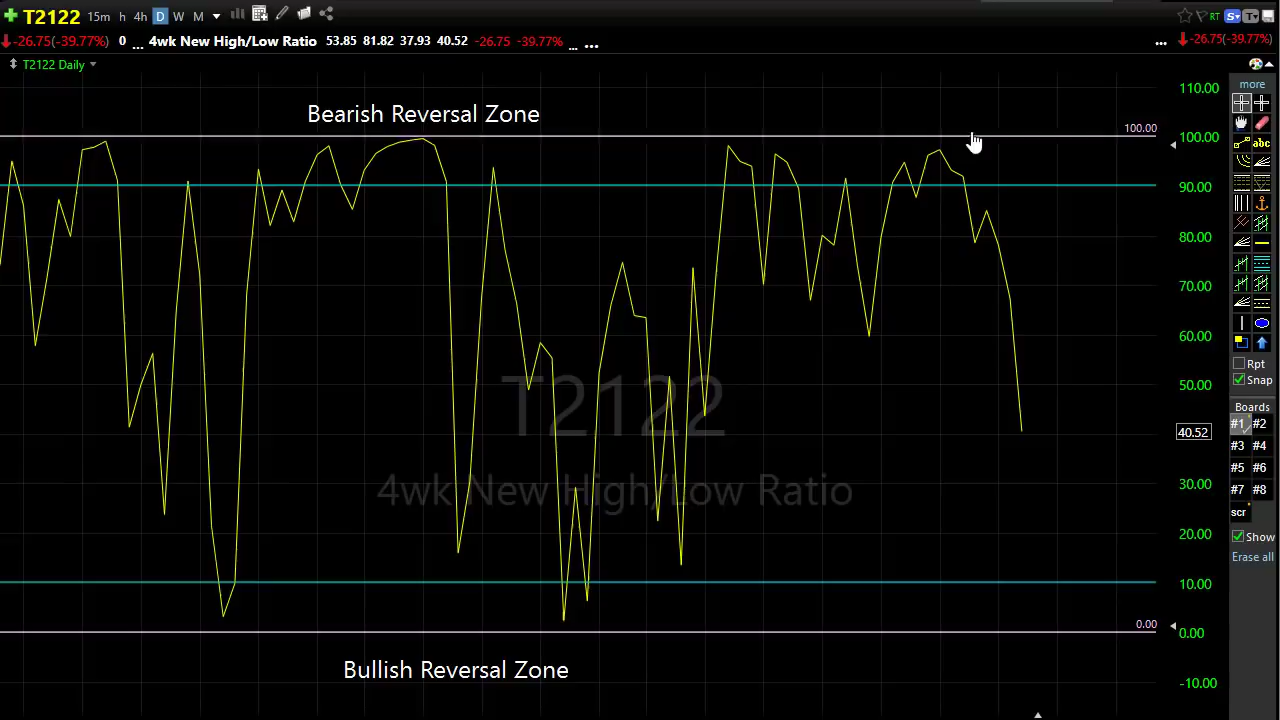 T2122 15m h 4h D W M RT S T
-26.75(-39.77%) 0 ... 4wk New High/Low Ratio 53.85 81.82 37.93 40.52 -26.75 -39.77% ... ... ... -26.75(-39.77%)
T2122 Daily
more
110.00
Bearish Reversal Zone
100.00
100.00
abc
90.00
80.00
70.00
60.00
Rpt
Snap
50.00
T2122
Boards
#1 #2
40.52
#3 #4
#5 #6
4wk New High/Low Ratio
30.00
#7 #8
scr
20.00
Show
Erase all
10.00
0.00
0.00
Bullish Reversal Zone
-10.00